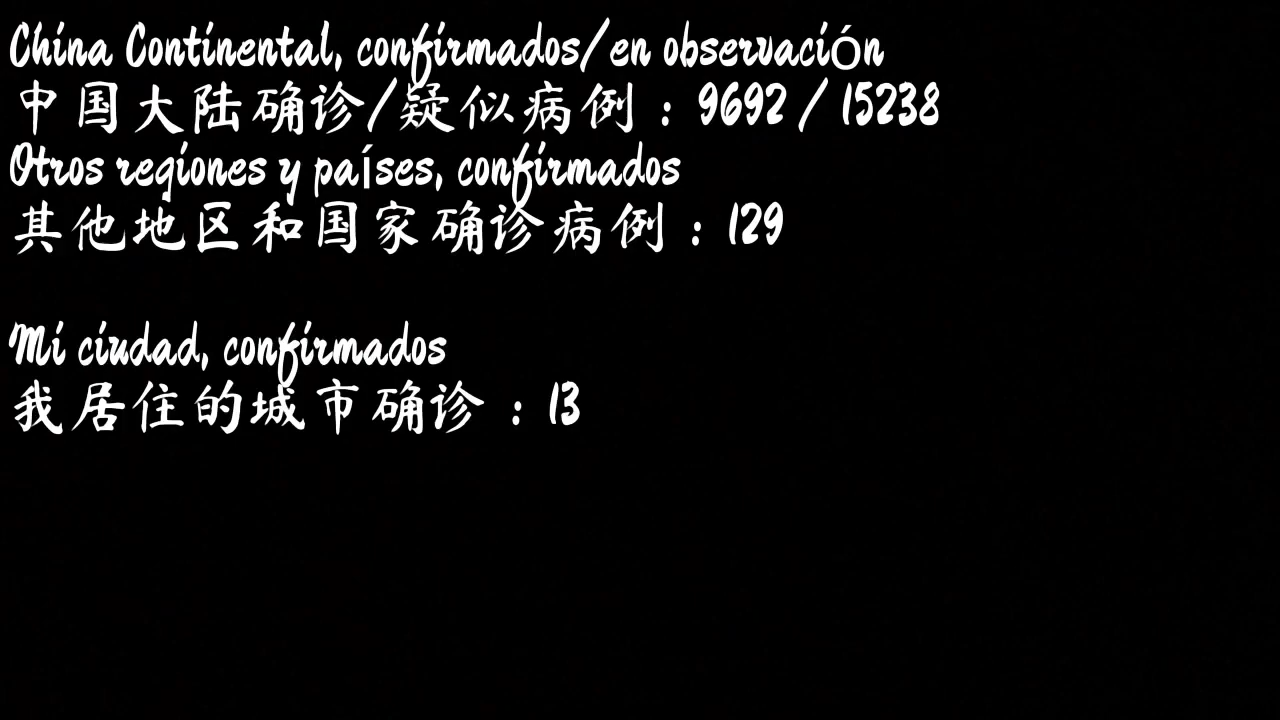 China Continental, confirmados/en observación
中国大陆确诊/疑似病例：9692 / 15238
Otros regiones y países, confirmados
其他地区和国家确诊病例：129
Mi ciudad, confirmados
我居住的城市确诊：13